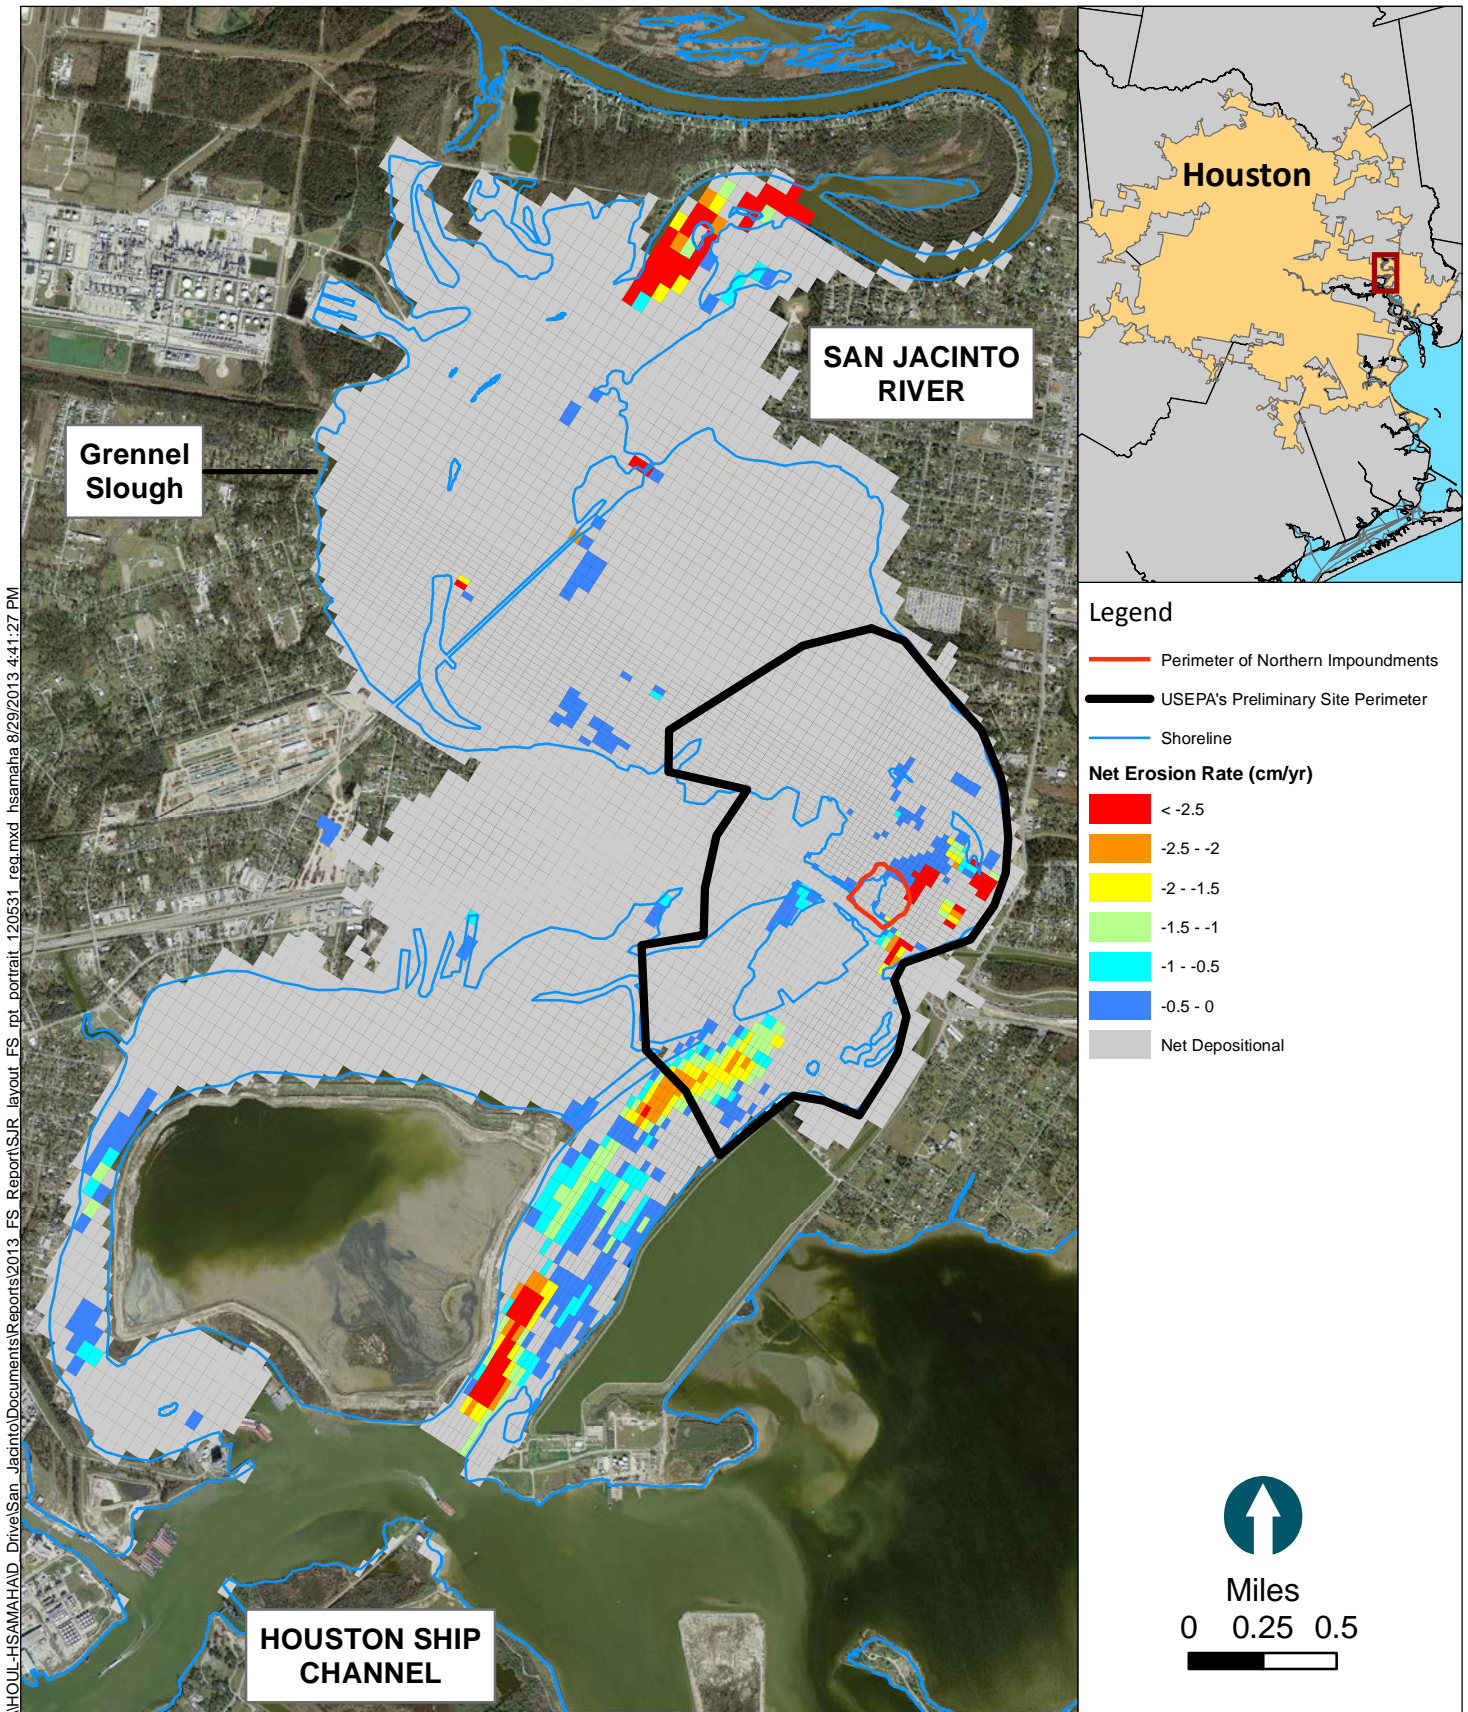 SAN JACINTO
RIVER
Grennel
Slough
HOUSTON SHIP
CHANNEL
Houston
Legend
Perimeter of Northern Impoundments
USEPA's Preliminary Site Perimeter
Shoreline
Net Erosion Rate (cm/yr)
< -2.5
-2.5 - -2
-2 - -1.5
-1.5 - -1
-1 - -0.5
-0.5 - 0
Net Depositional
Miles
0 0.25 0.5
\HOUL-HSAMAHA\D_Drive\San_Jacinto\Documents\Reports\2013_FS_Report\SJR_layout_FS_rpt_portrait_120531_reg.mxd hsamaha 8/29/2013 4:41:27 PM